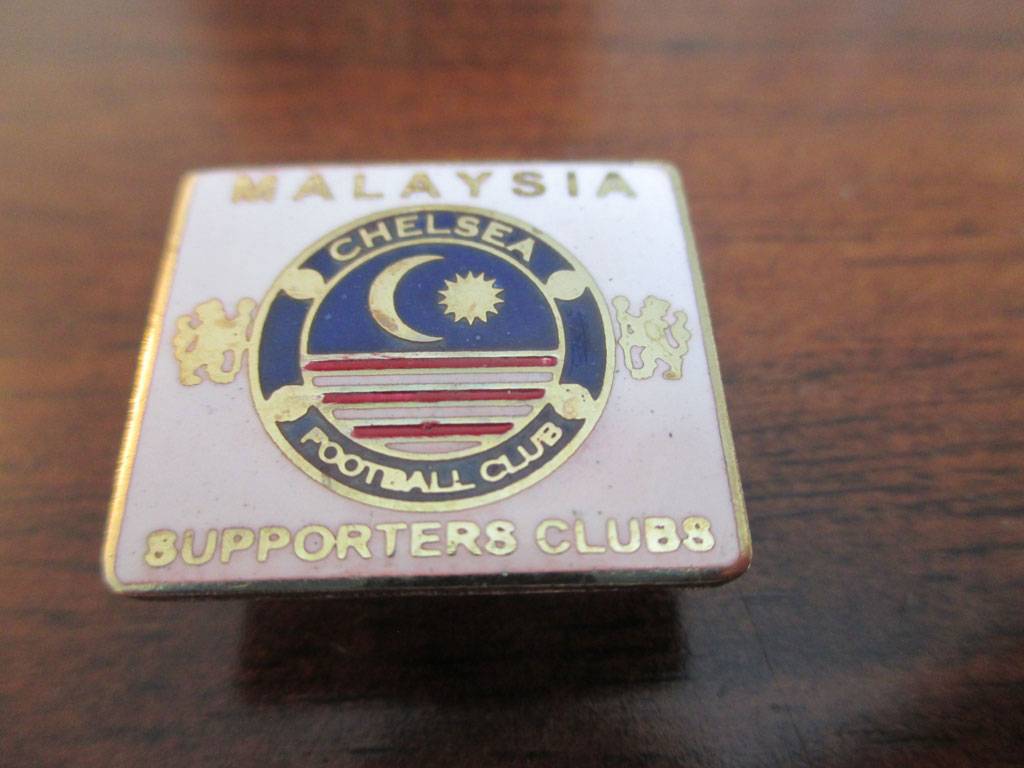 MALAYSIA
CHELSEA
FOOTBALL CLUB
SUPPORTERS CLUBS